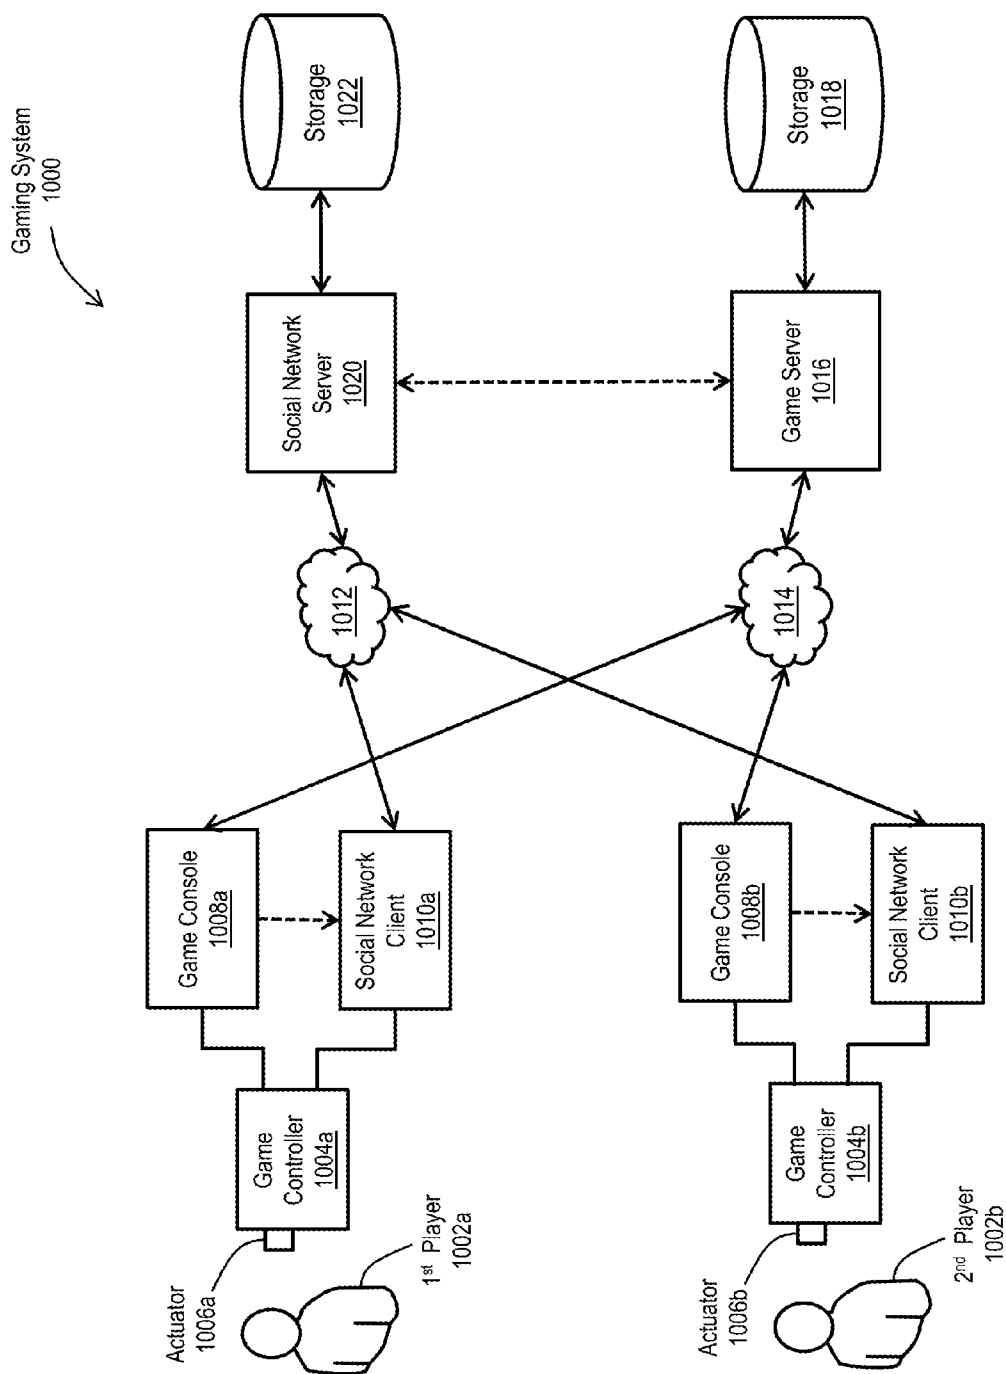 Gaming System
1000
Actuator
1006a
1st Player
1002a
Game
Controller
1004a
Game Console
1008a
Social Network
Client
1010a
1012
Social Network
Server
1020
Storage
1022
Actuator
1006b
2nd Player
1002b
Game
Controller
1004b
Game Console
1008b
Social Network
Client
1010b
1014
Game Server
1016
Storage
1018